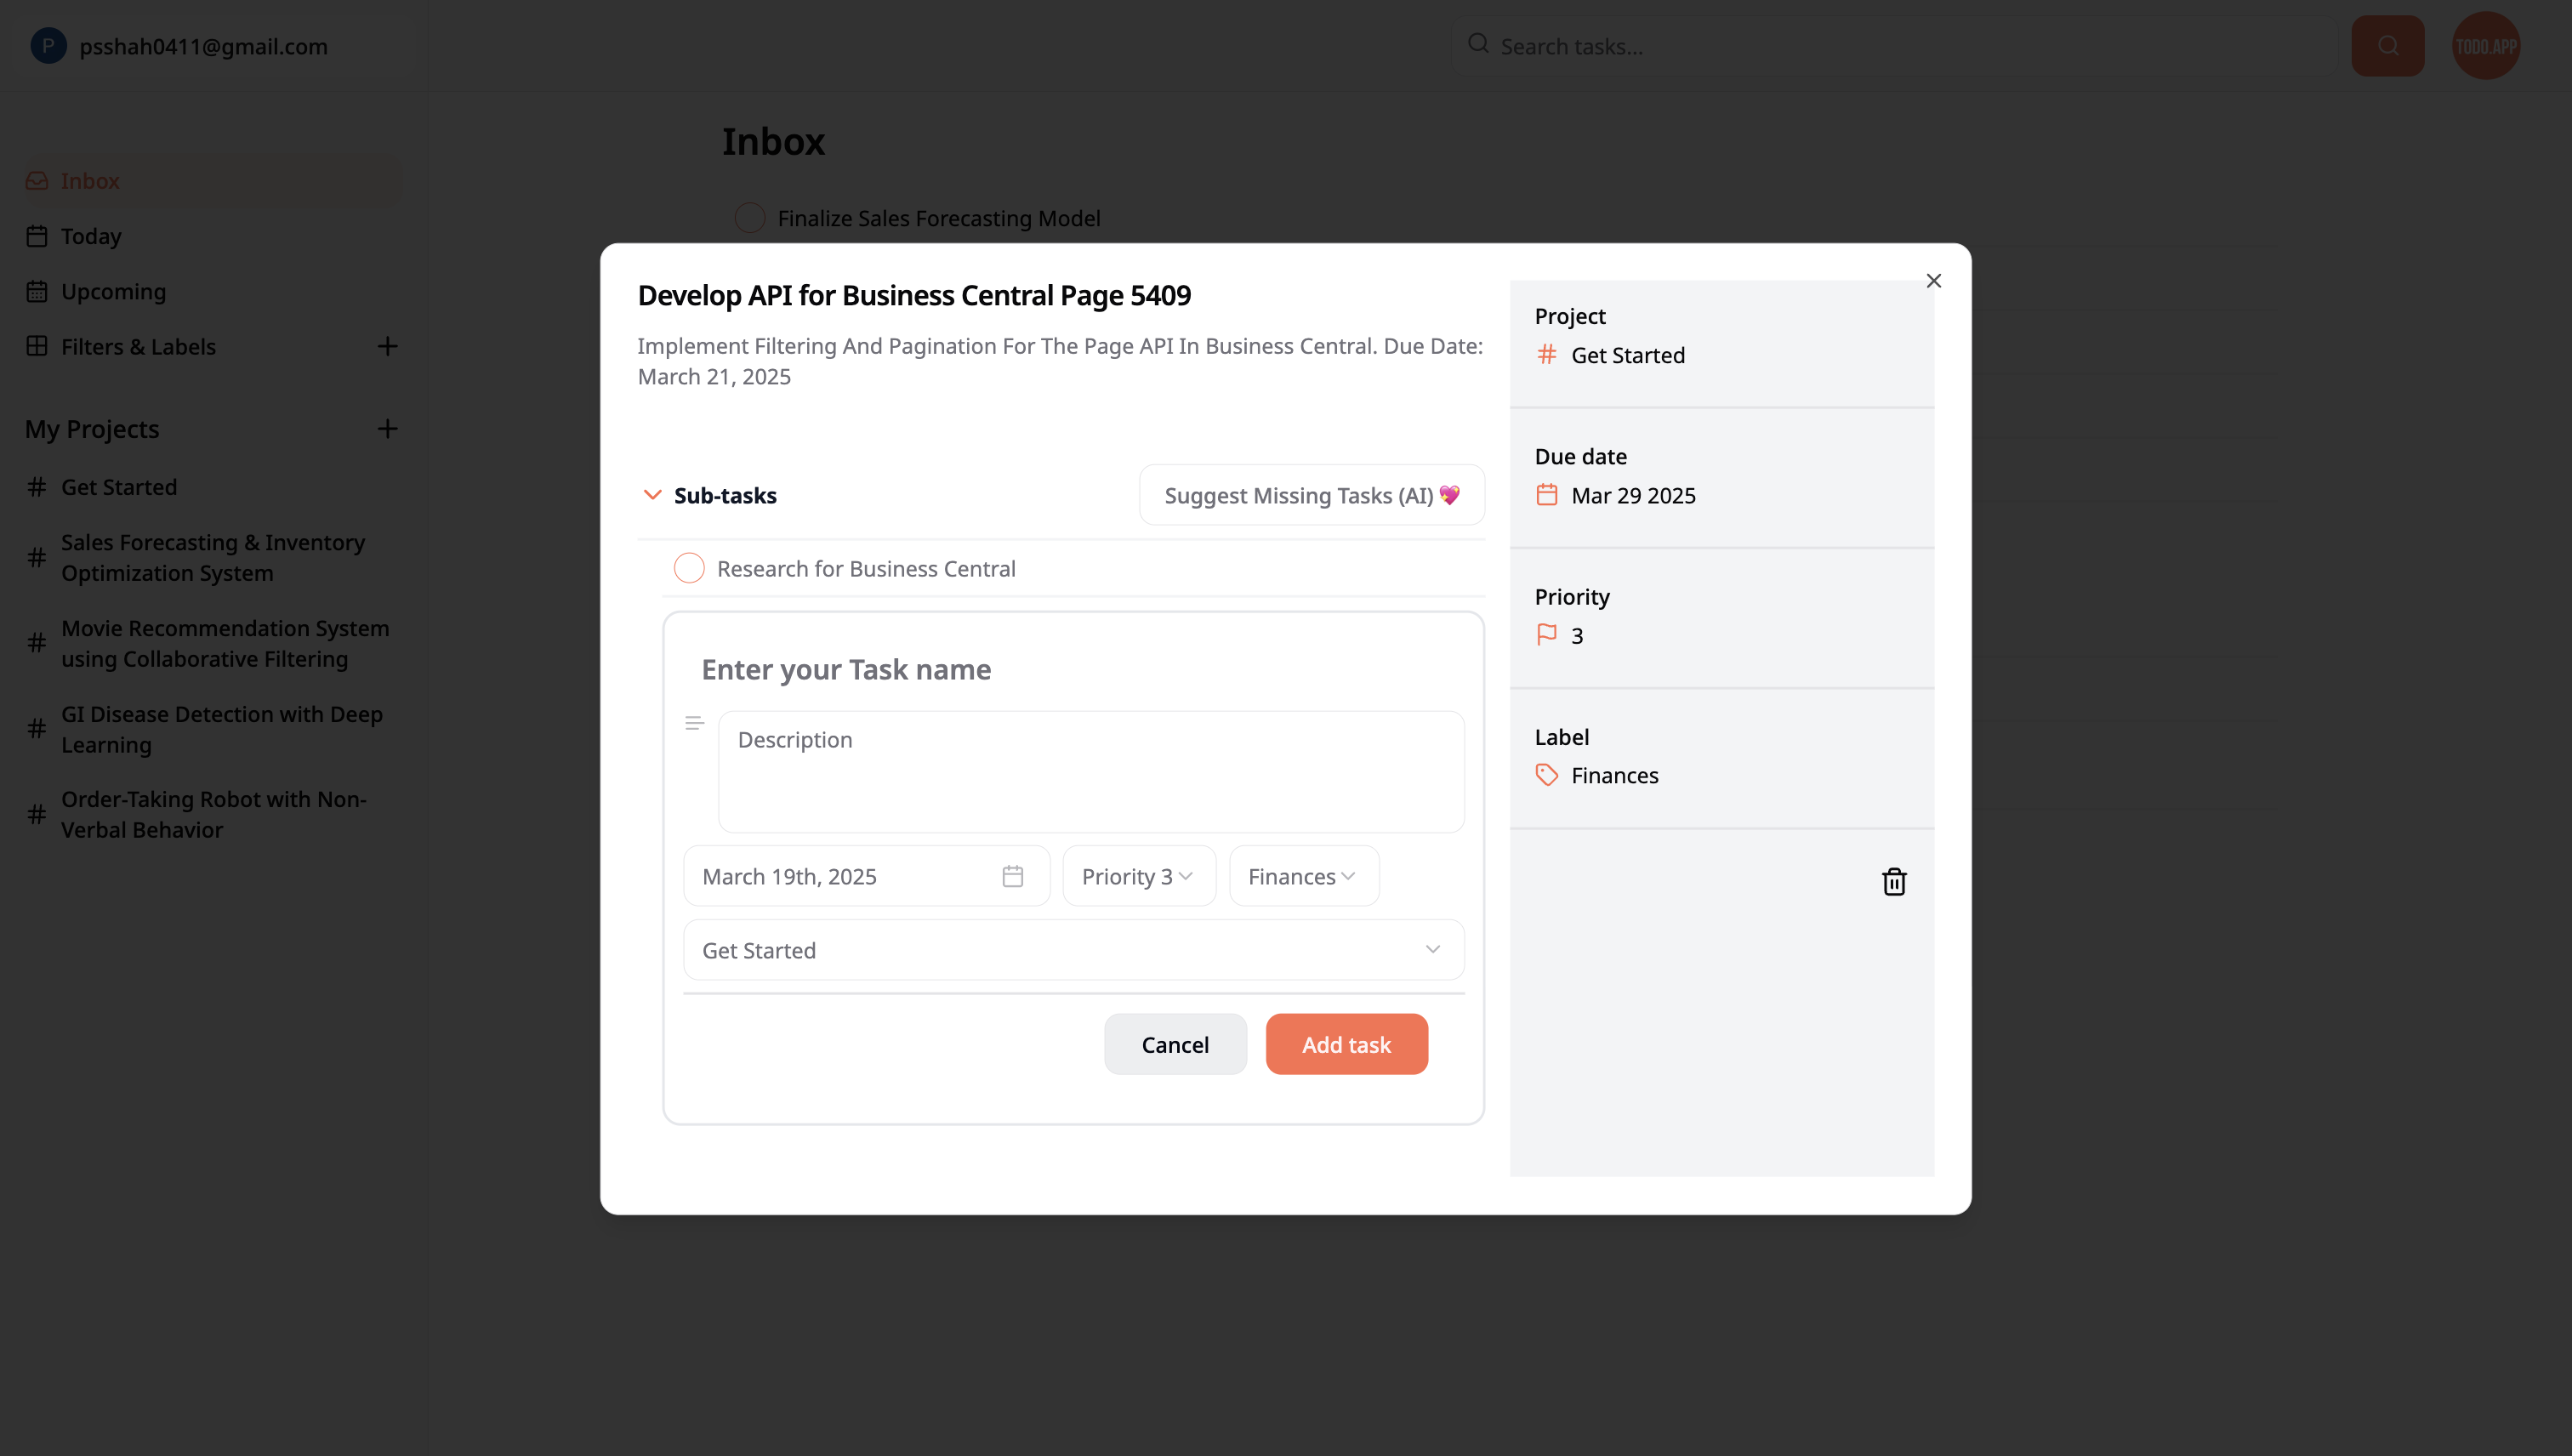 P psshah0411@gmail.com
Search tasks...
TODO.APP
Inbox
Today
Upcoming
Filters & Labels
My Projects
Get Started
Sales Forecasting & Inventory
Optimization System
Movie Recommendation System
using Collaborative Filtering
GI Disease Detection with Deep
Learning
Order-Taking Robot with Non-
Verbal Behavior
Inbox
Finalize Sales Forecasting Model
Develop API for Business Central Page 5409
Implement Filtering And Pagination For The Page API In Business Central. Due Date:
March 21, 2025
Sub-tasks
Suggest Missing Tasks (AI) 💖
Research for Business Central
Enter your Task name
Description
March 19th, 2025
Priority 3
Finances
Get Started
Cancel
Add task
Project
Get Started
Due date
Mar 29 2025
Priority
3
Label
Finances